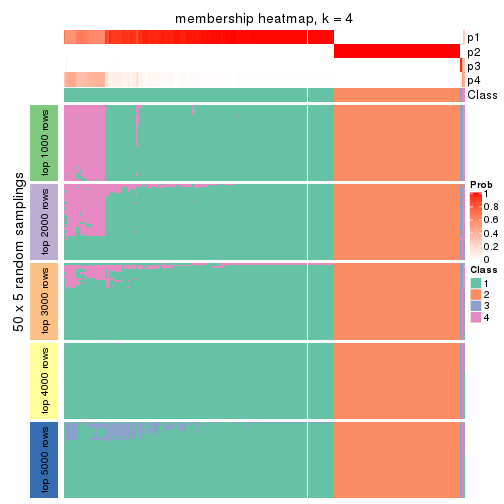 membership heatmap, k = 4
p1
p2
p3
p4
Class
50 x 5 random samplings
top 1000 rows
top 2000 rows
top 3000 rows
top 4000 rows
top 5000 rows
Prob
1
0.8
0.6
0.4
0.2
0
Class
1
2
3
4